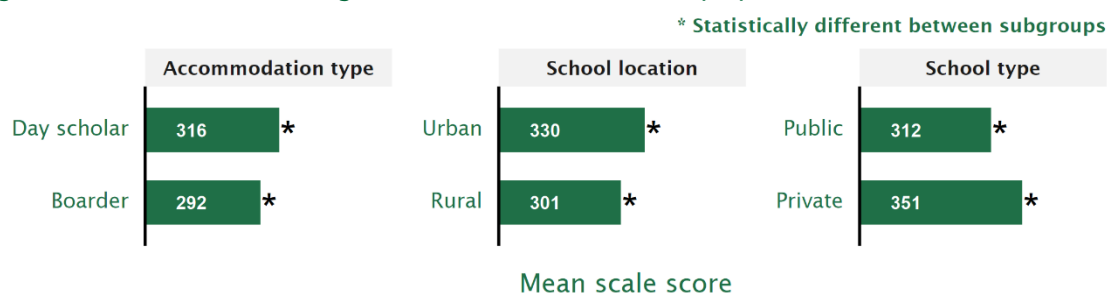 * Statistically different between subgroups
Accommodation type
School location
School type
Day scholar 316 *
Urban 330 *
Public 312 *
Boarder 292 *
Rural 301 *
Private 351 *
Mean scale score